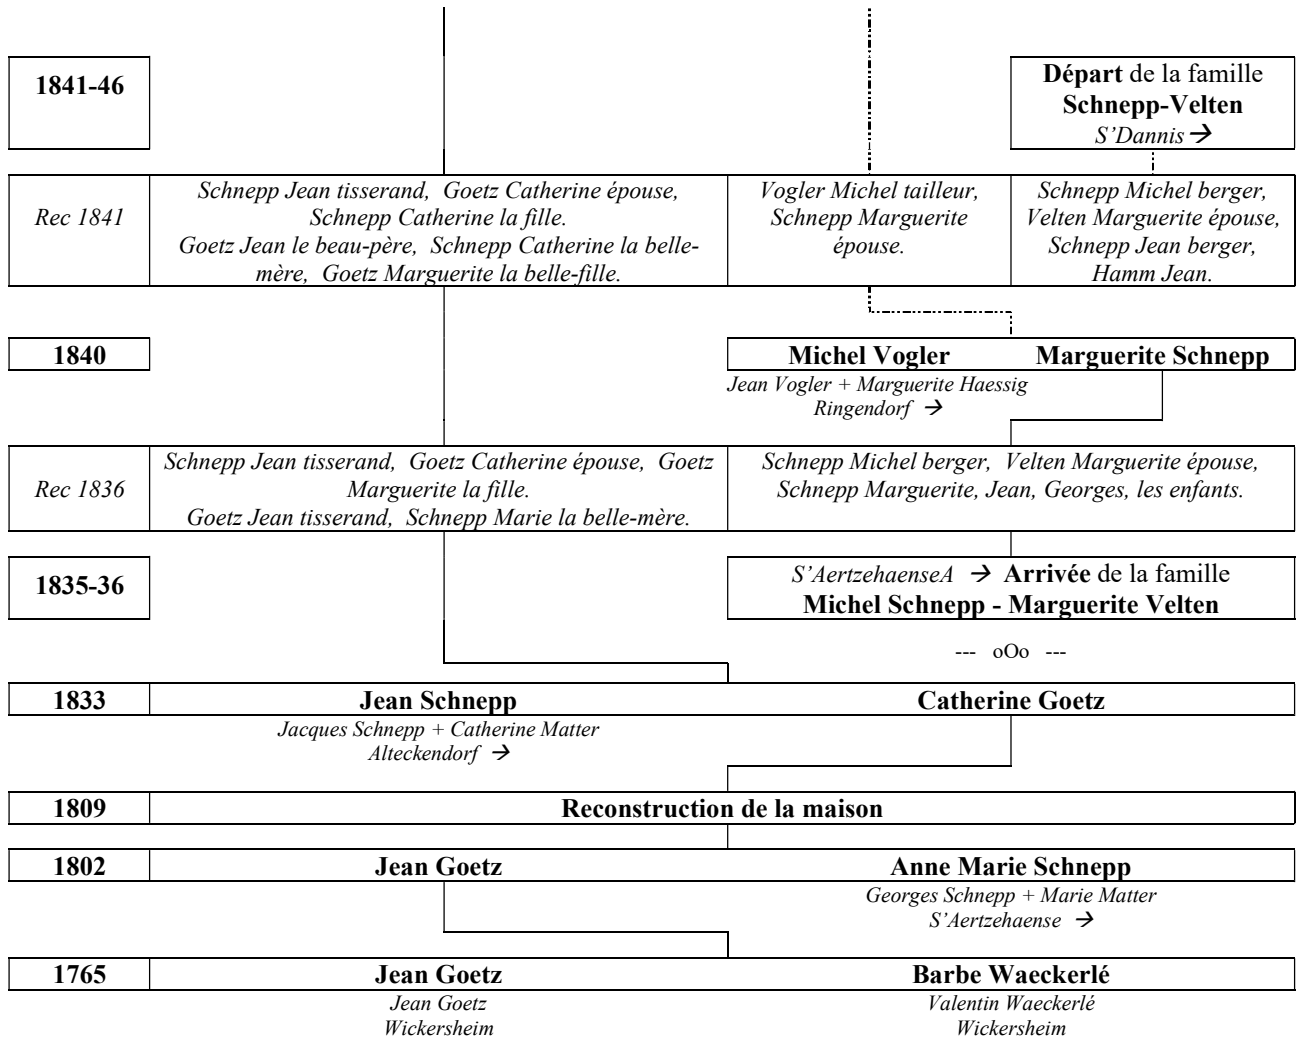 1841-46
Départ de la famille
Schnepp-Velten
S'Dannis →
Rec 1841
Schnepp Jean tisserand, Goetz Catherine épouse,
Schnepp Catherine la fille.
Goetz Jean le beau-père, Schnepp Catherine la belle-
mère, Goetz Marguerite la belle-fille.
Vogler Michel tailleur,
Schnepp Marguerite
épouse.
Schnepp Michel berger,
Velten Marguerite épouse,
Schnepp Jean berger,
Hamm Jean.
1840
Michel Vogler
Marguerite Schnepp
Jean Vogler + Marguerite Haessig
Ringendorf →
Rec 1836
Schnepp Jean tisserand, Goetz Catherine épouse, Goetz
Marguerite la fille.
Goetz Jean tisserand, Schnepp Marie la belle-mère.
Schnepp Michel berger, Velten Marguerite épouse,
Schnepp Marguerite, Jean, Georges, les enfants.
1835-36
S'AertzehaenseA → Arrivée de la famille
Michel Schnepp - Marguerite Velten
--- oOo ---
1833
Jean Schnepp
Catherine Goetz
Jacques Schnepp + Catherine Matter
Alteckendorf →
1809
Reconstruction de la maison
1802
Jean Goetz
Anne Marie Schnepp
Georges Schnepp + Marie Matter
S'Aertzehaense →
1765
Jean Goetz
Barbe Waeckerlé
Jean Goetz
Wickersheim
Valentin Waeckerlé
Wickersheim